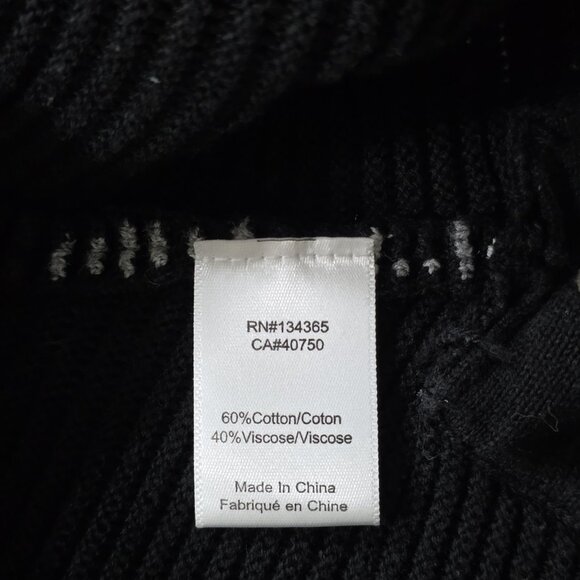 RN#134365
CA#40750
60%Cotton/Coton
40%Viscose/Viscose
Made In China
Fabriqué en Chine